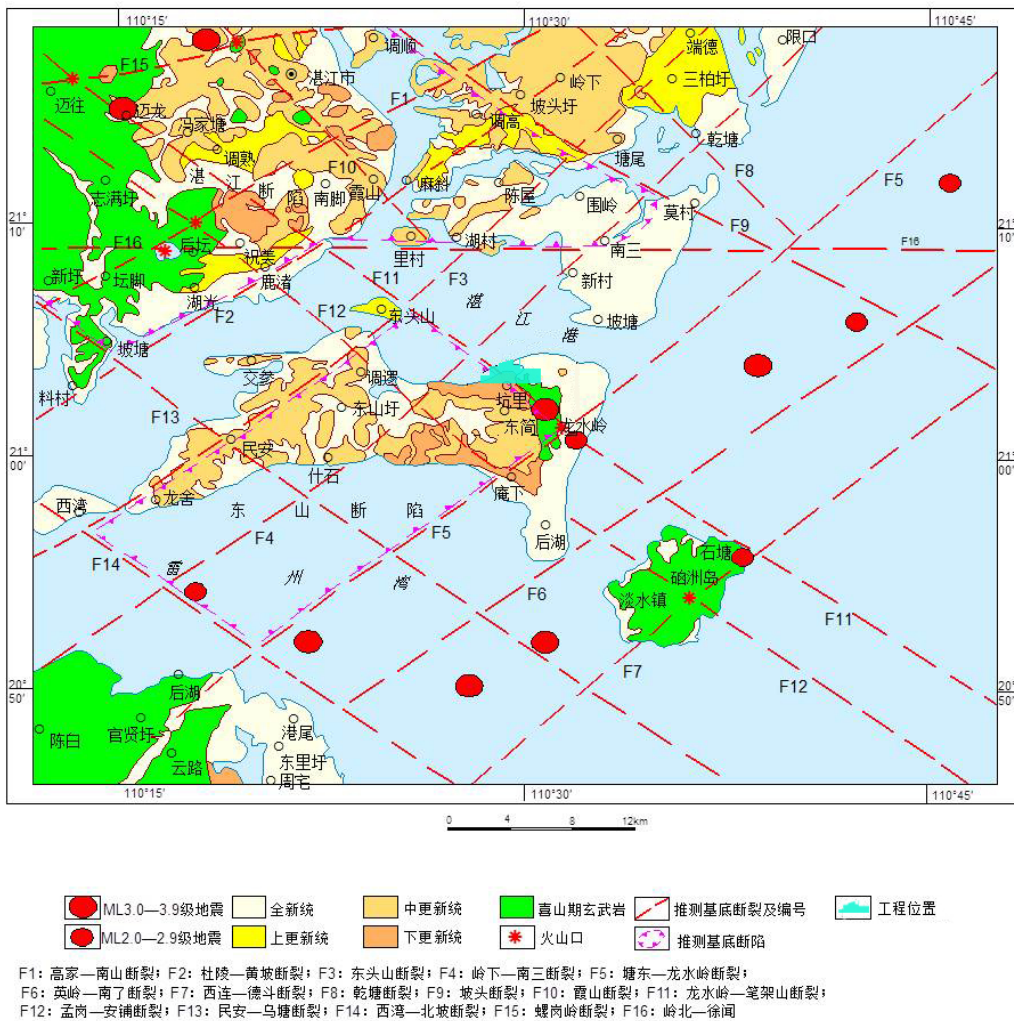 110°15′ 110°30′ 110°45′
调顺 端德 限口
F15 湛江市 岭下 三柏圩
迈往 迈龙 F1 坡头圩
冯家塘 调高 乾塘
调熟 塘尾
湛 江 断 陷 F10 F8 F5
志满圩 南脚 霞山 麻斜 陈屋 围岭 莫村
21° 10′ F9 21° 10′
F16 后坛 祝美 里村 湖村 南三 F16
新圩 坛脚 鹿渚 F11 F3 新村
湖光 F2 F12 东头山 湛 江 港 坡塘
坡塘
交参 调逻
料村 坑里
F13 东山圩 东简 龙水岭
民安
21° 00′ 什石 21° 00′
西湾 龙舍 庵下
东 山 断 陷 F5
F4 后湖
F14 雷 州 湾 石塘
硇洲岛
F6 淡水镇
F11
F7 F12
20° 50′ 后湖 20° 50′
陈白 官贤圩 港尾
云路 东里圩
周宅
110°15′ 110°30′ 110°45′
0 4 8 12km
ML3.0—3.9级地震 全新统 中更新统 喜山期玄武岩 推测基底断裂及编号 工程位置
ML2.0—2.9级地震 上更新统 下更新统 火山口 推测基底断陷
F1：高家—南山断裂；F2：杜陵—黄坡断裂；F3：东头山断裂；F4：岭下—南三断裂；F5：塘东—龙水岭断裂；
F6：英岭—南了断裂；F7：西连—德斗断裂；F8：乾塘断裂；F9：坡头断裂；F10：霞山断裂；F11：龙水岭—笔架山断裂；
F12：孟岗—安铺断裂；F13：民安—乌塘断裂；F14：西湾—北坡断裂；F15：螺岗岭断裂；F16：岭北—徐闻